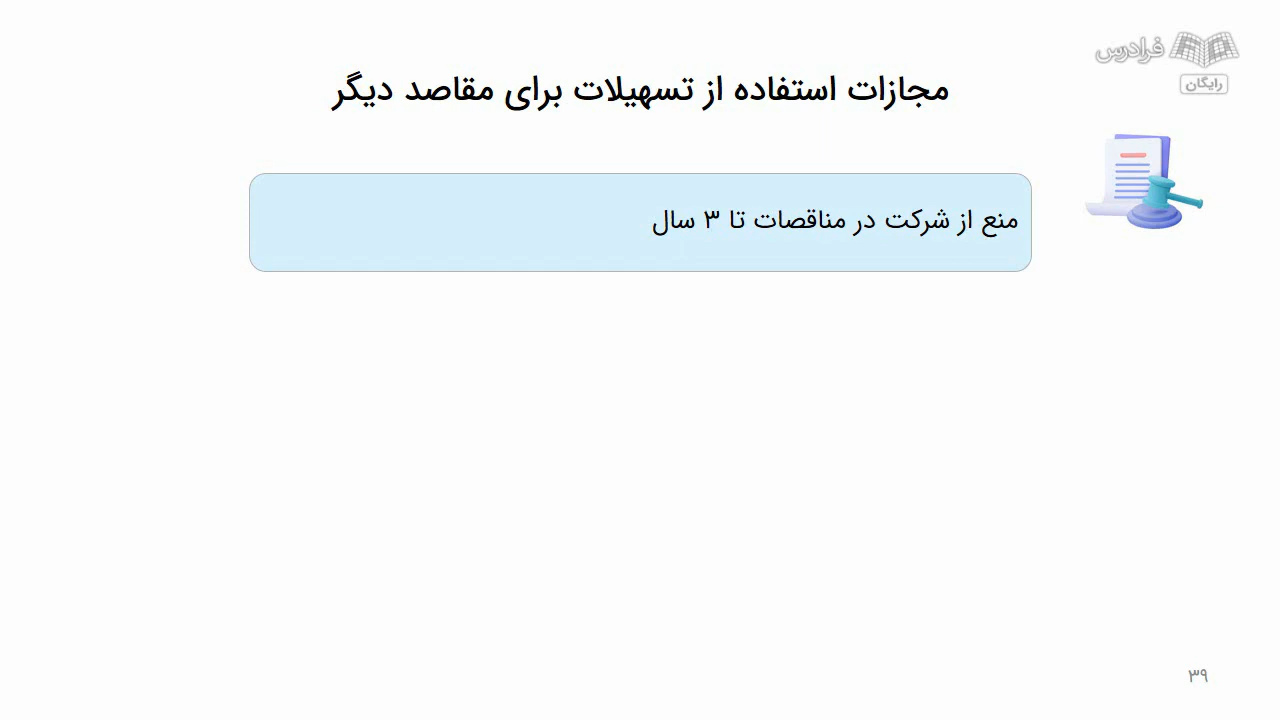 فرادرس
رایگان
مجازات استفاده از تسهیلات برای مقاصد دیگر
منع از شرکت در مناقصات تا ۳ سال
۳۹